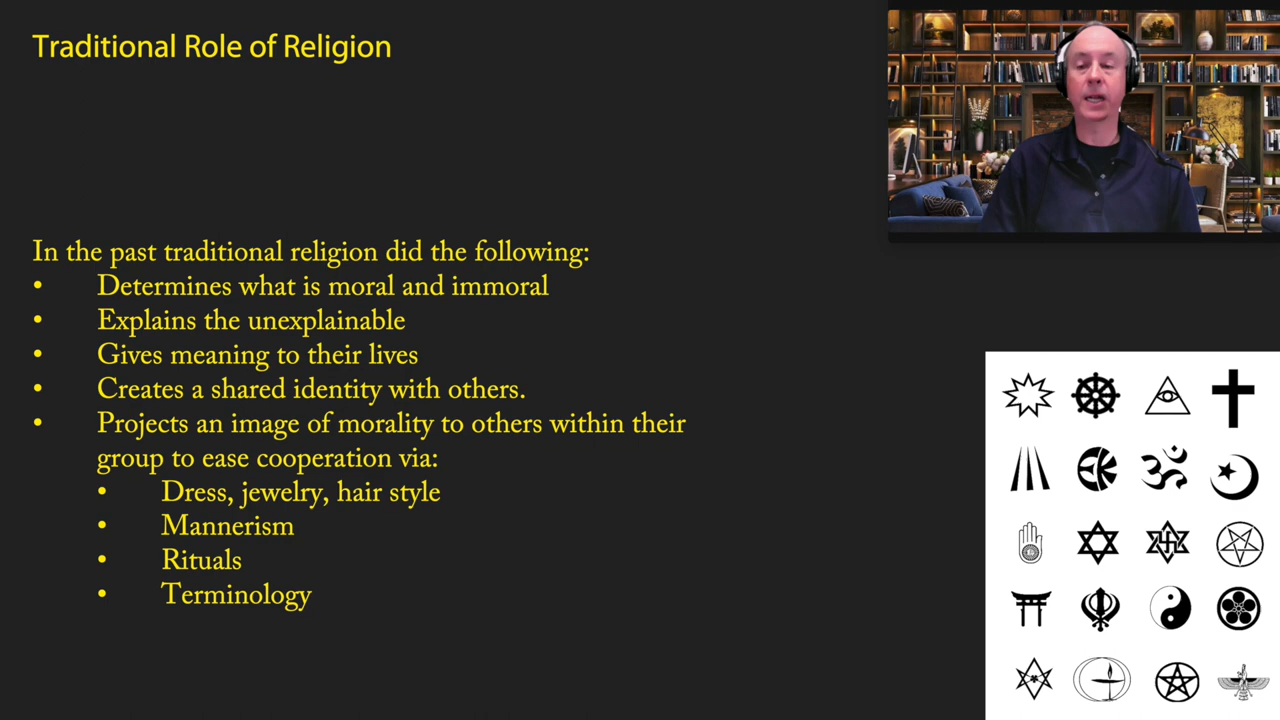 Traditional Role of Religion
In the past traditional religion did the following:
• Determines what is moral and immoral
• Explains the unexplainable
• Gives meaning to their lives
• Creates a shared identity with others.
• Projects an image of morality to others within their
group to ease cooperation via:
• Dress, jewelry, hair style
• Mannerism
• Rituals
• Terminology